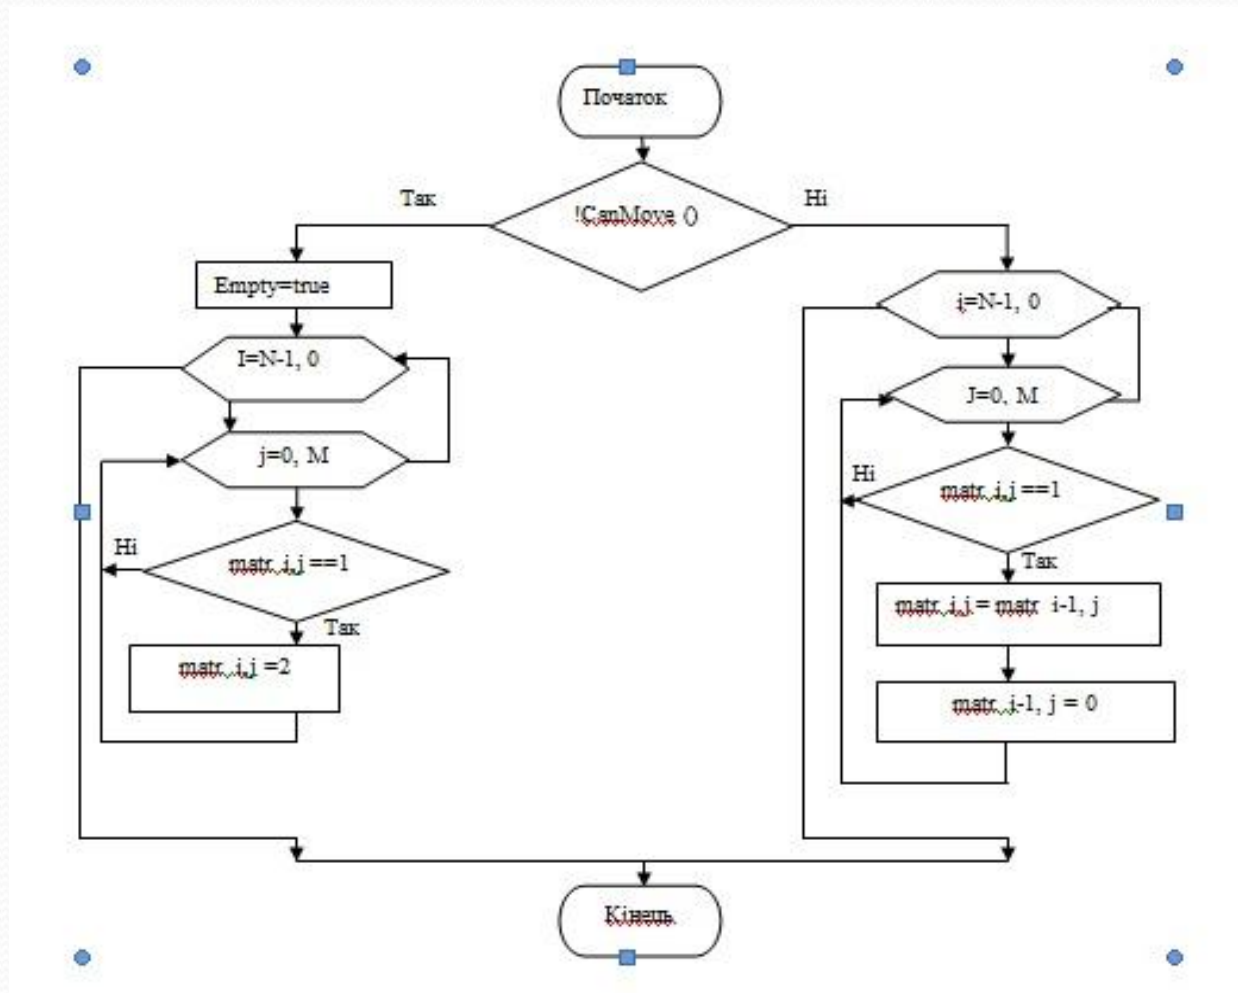 Початок
Так
Ні
!CanMove ()
Empty=true
I=N-1, 0
j=0, M
Ні
matr i,j ==1
Так
matr i,j =2
i=N-1, 0
J=0, M
Ні
matr i,j ==1
Так
matr i,j = matr i-1, j
matr i-1, j = 0
Кінець